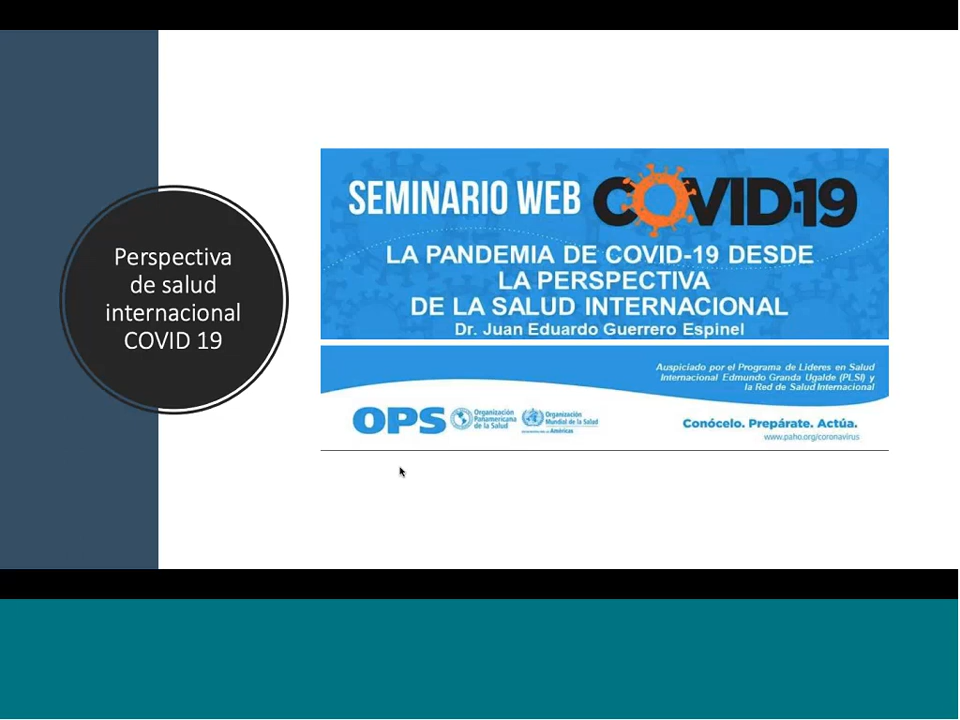 Perspectiva
de salud
internacional
COVID 19
SEMINARIO WEB COVID-19
LA PANDEMIA DE COVID-19 DESDE
LA PERSPECTIVA
DE LA SALUD INTERNACIONAL
Dr. Juan Eduardo Guerrero Espinel
Auspiciado por el Programa de Líderes en Salud
Internacional Edmundo Granda Ugalde (PLSI) y
la Red de Salud Internacional
OPS
Organización
Panamericana
de la Salud
Organización
Mundial de la Salud
Américas
Conócelo. Prepárate. Actúa.
www.paho.org/coronavirus